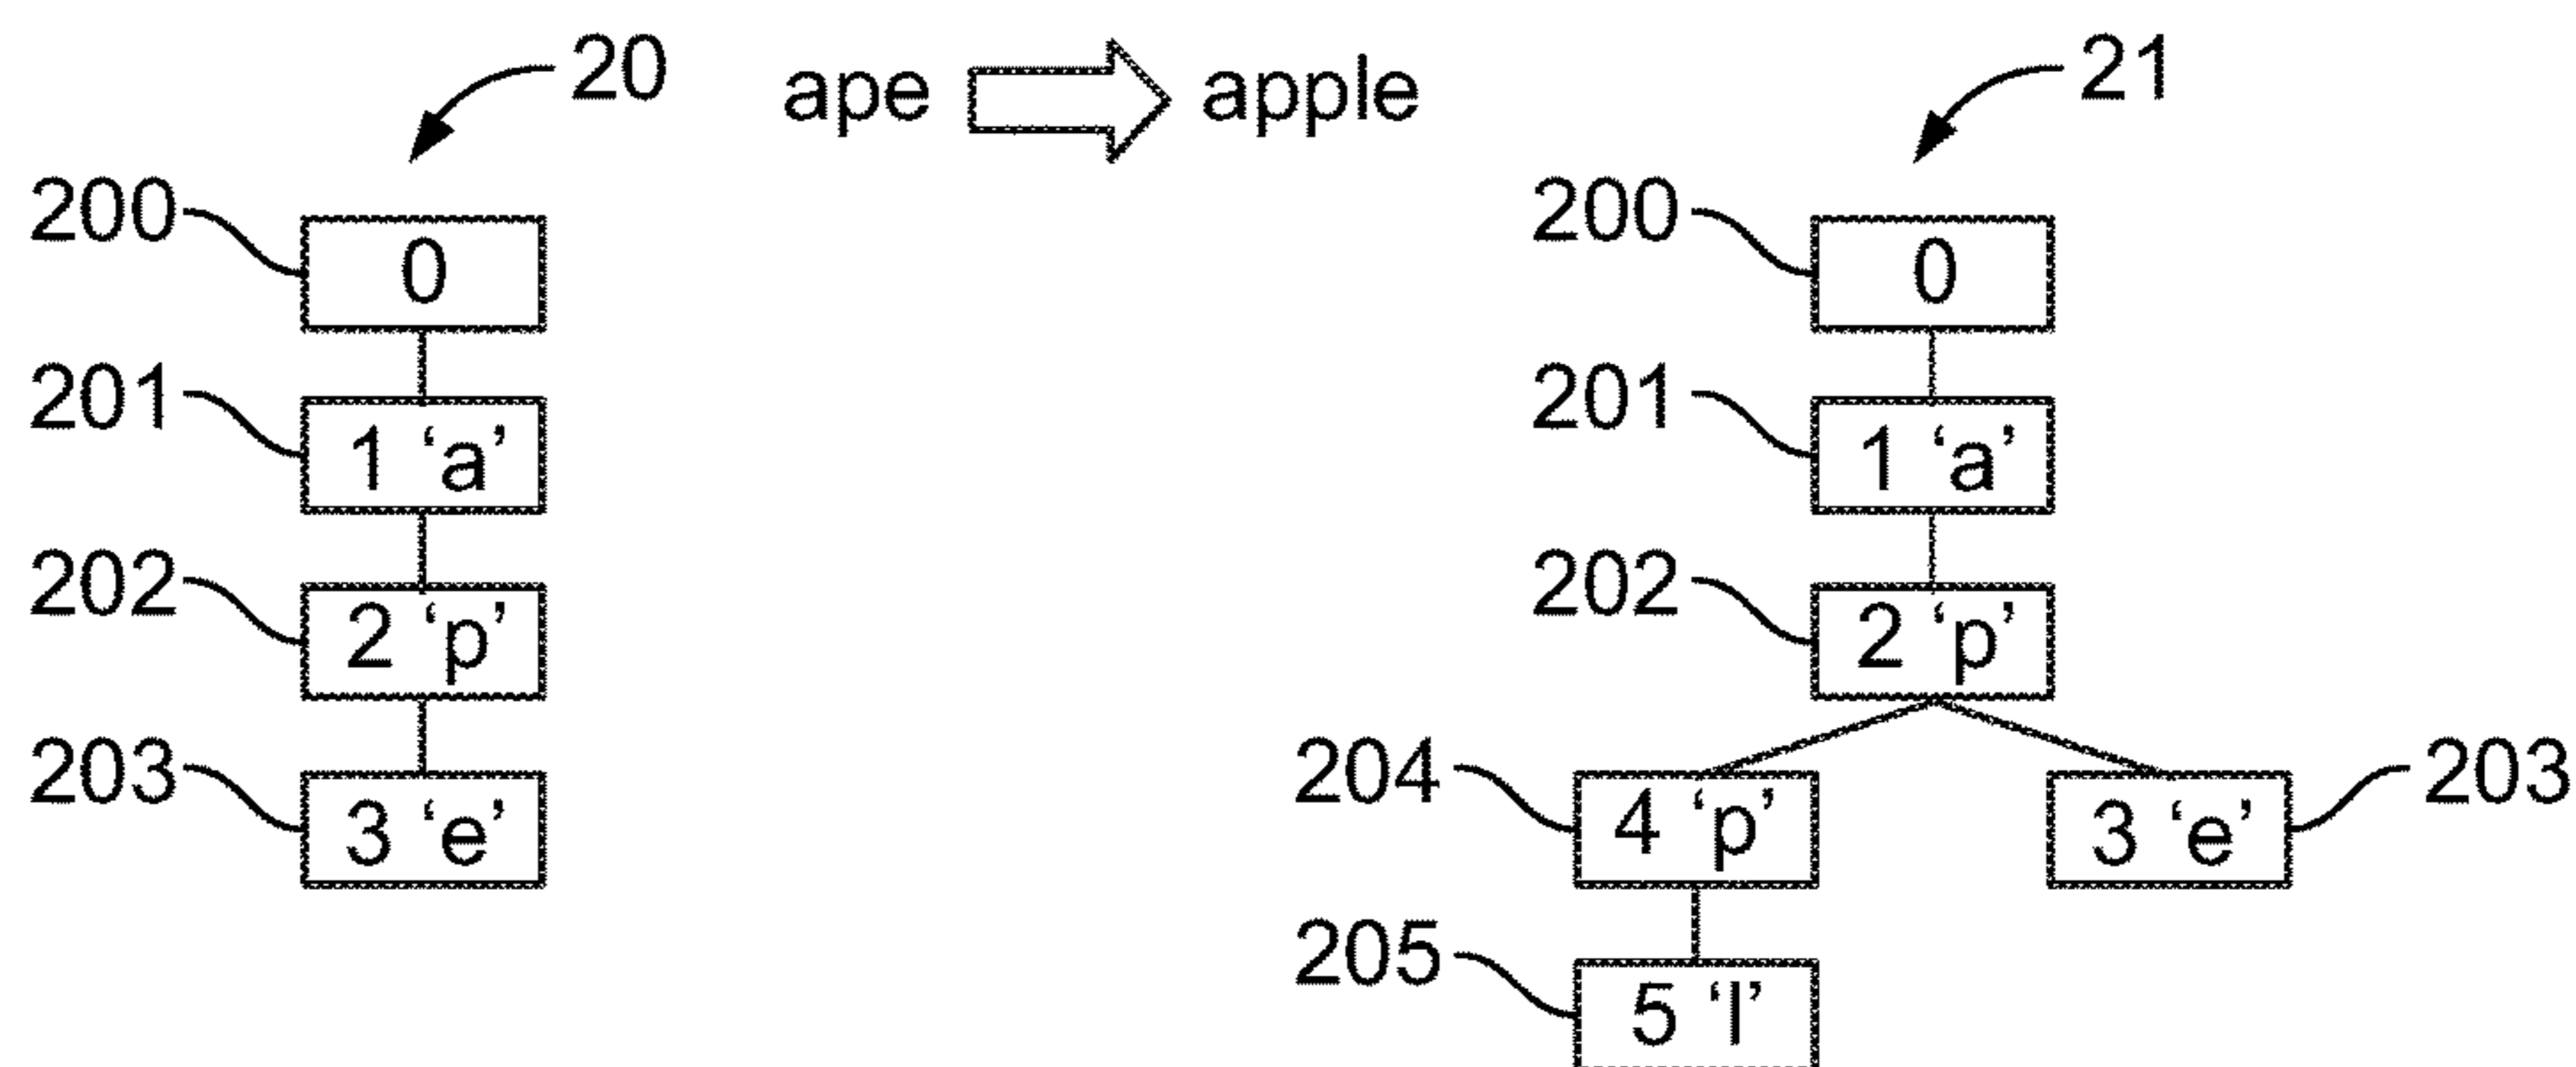 20 ape apple 21
200 0 200 0
201 1 ‘a’ 201 1 ‘a’
202 2 ‘p’ 202 2 ‘p’
203 3 ‘e’ 204 4 ‘p’ 3 ‘e’ 203
205 5 ‘l’